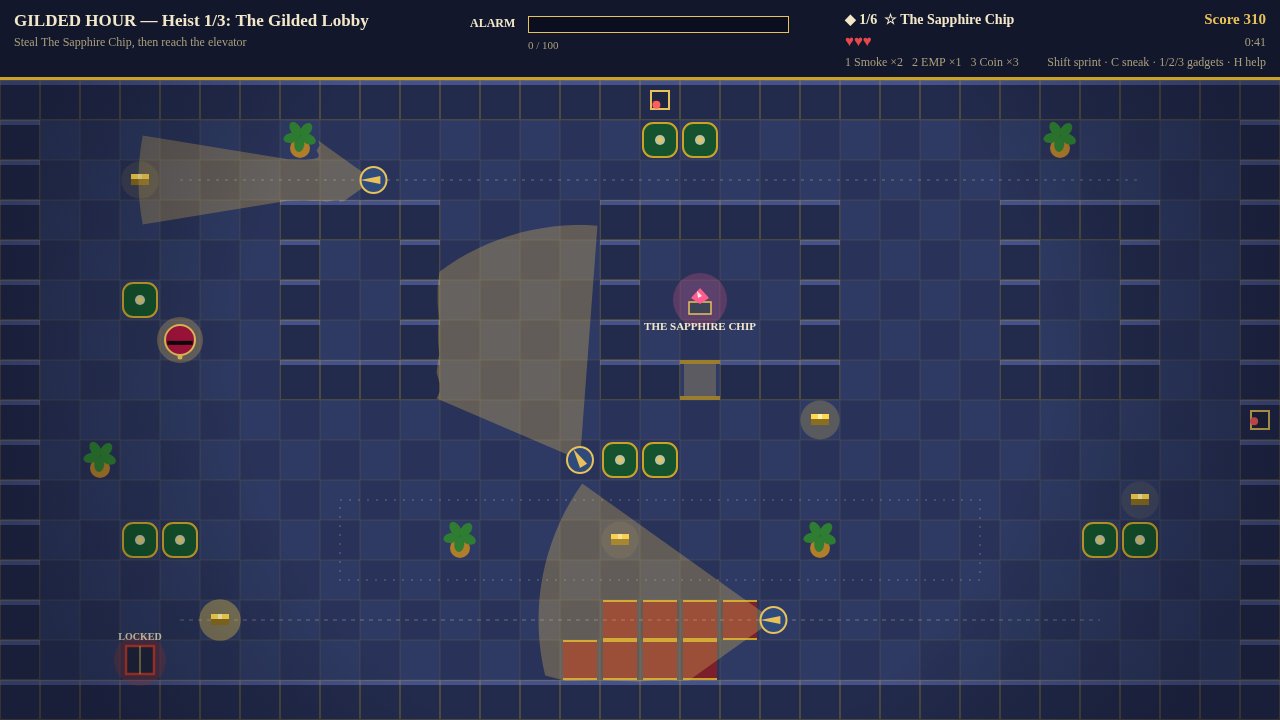 GILDED HOUR — Heist 1/3: The Gilded Lobby
Steal The Sapphire Chip, then reach the elevator
ALARM
0 / 100
◆ 1/6 ☆ The Sapphire Chip
Score 310
♥♥♥
0:41
1 Smoke ×2 2 EMP ×1 3 Coin ×3
Shift sprint · C sneak · 1/2/3 gadgets · H help
THE SAPPHIRE CHIP
LOCKED